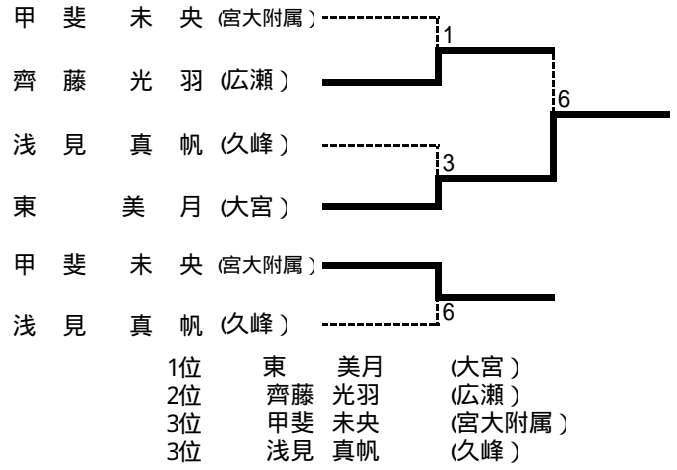 甲 斐 未 央 (宮大附属)
1
齊 藤 光 羽 (広瀬)
6
浅 見 真 帆 (久峰)
3
東 美 月 (大宮)
甲 斐 未 央 (宮大附属)
6
浅 見 真 帆 (久峰)
1位 東 美月 (大宮)
2位 齊藤 光羽 (広瀬)
3位 甲斐 未央 (宮大附属)
3位 浅見 真帆 (久峰)